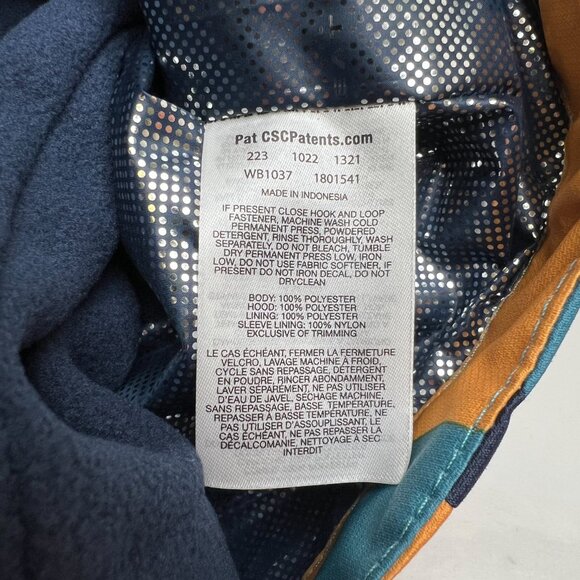 Pat CSCPatents.com
223 1022 1321
WB1037 1801541
MADE IN INDONESIA
IF PRESENT CLOSE HOOK AND LOOP
FASTENER, MACHINE WASH COLD
PERMANENT PRESS, POWDERED
DETERGENT, RINSE THOROUGHLY, WASH
SEPARATELY, DO NOT BLEACH, TUMBLE
DRY PERMANENT PRESS LOW, IRON
LOW, DO NOT USE FABRIC SOFTENER, IF
PRESENT DO NOT IRON DECAL, DO NOT
DRYCLEAN
BODY: 100% POLYESTER
HOOD: 100% POLYESTER
LINING: 100% POLYESTER
SLEEVE LINING: 100% NYLON
EXCLUSIVE OF TRIMMING
LE CAS ÉCHÉANT, FERMER LA FERMETURE
VELCRO, LAVAGE MACHINE À FROID,
CYCLE SANS REPASSAGE, DÉTERGENT
EN POUDRE, RINCER ABONDAMMENT,
LAVER SÉPARÉMENT, NE PAS UTILISER
D'EAU DE JAVEL, SÉCHAGE MACHINE,
SANS REPASSAGE, BASSE TEMPÉRATURE,
REPASSER À BASSE TEMPÉRATURE, NE
PAS UTILISER D'ASSOUPLISSANT, LE CAS
ÉCHÉANT, NE PAS REPASSER LA
DÉCALCOMANIE, NETTOYAGE À SEC
INTERDIT